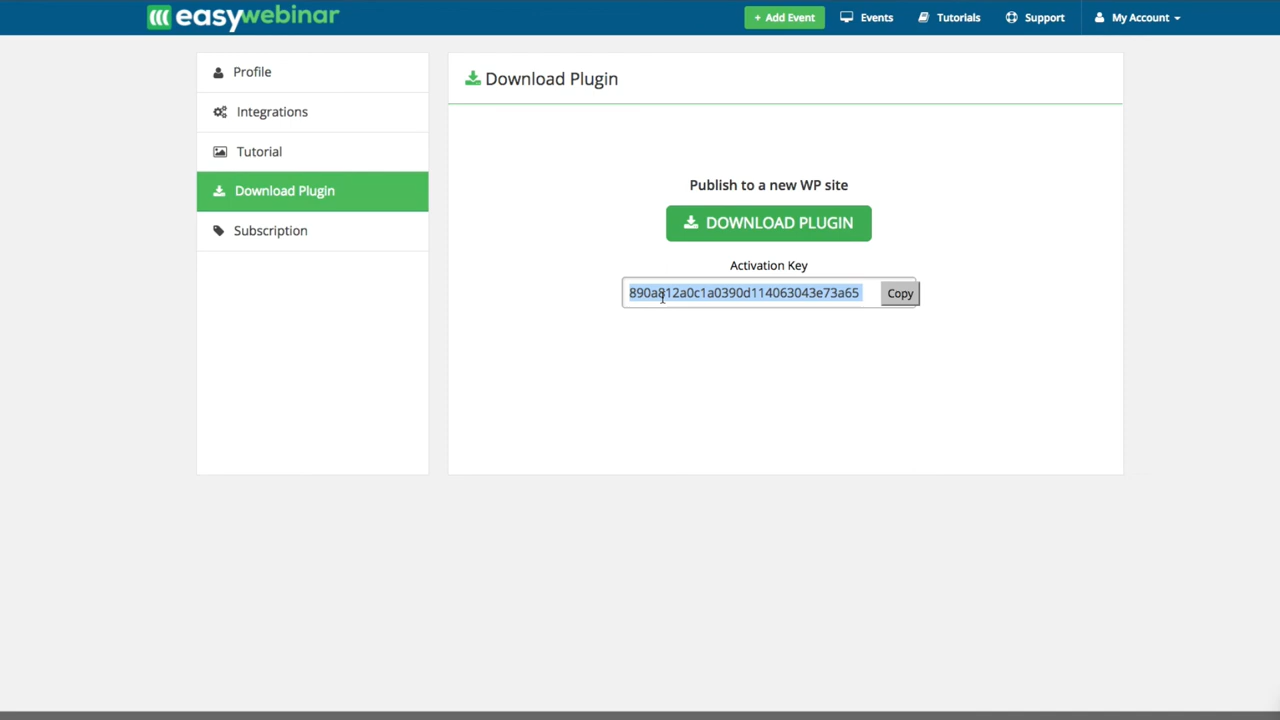 easywebinar
+ Add Event
Events
Tutorials
Support
My Account
Profile
Integrations
Tutorial
Download Plugin
Subscription
Download Plugin
Publish to a new WP site
DOWNLOAD PLUGIN
Activation Key
890a812a0c1a0390d114063043e73a65
Copy